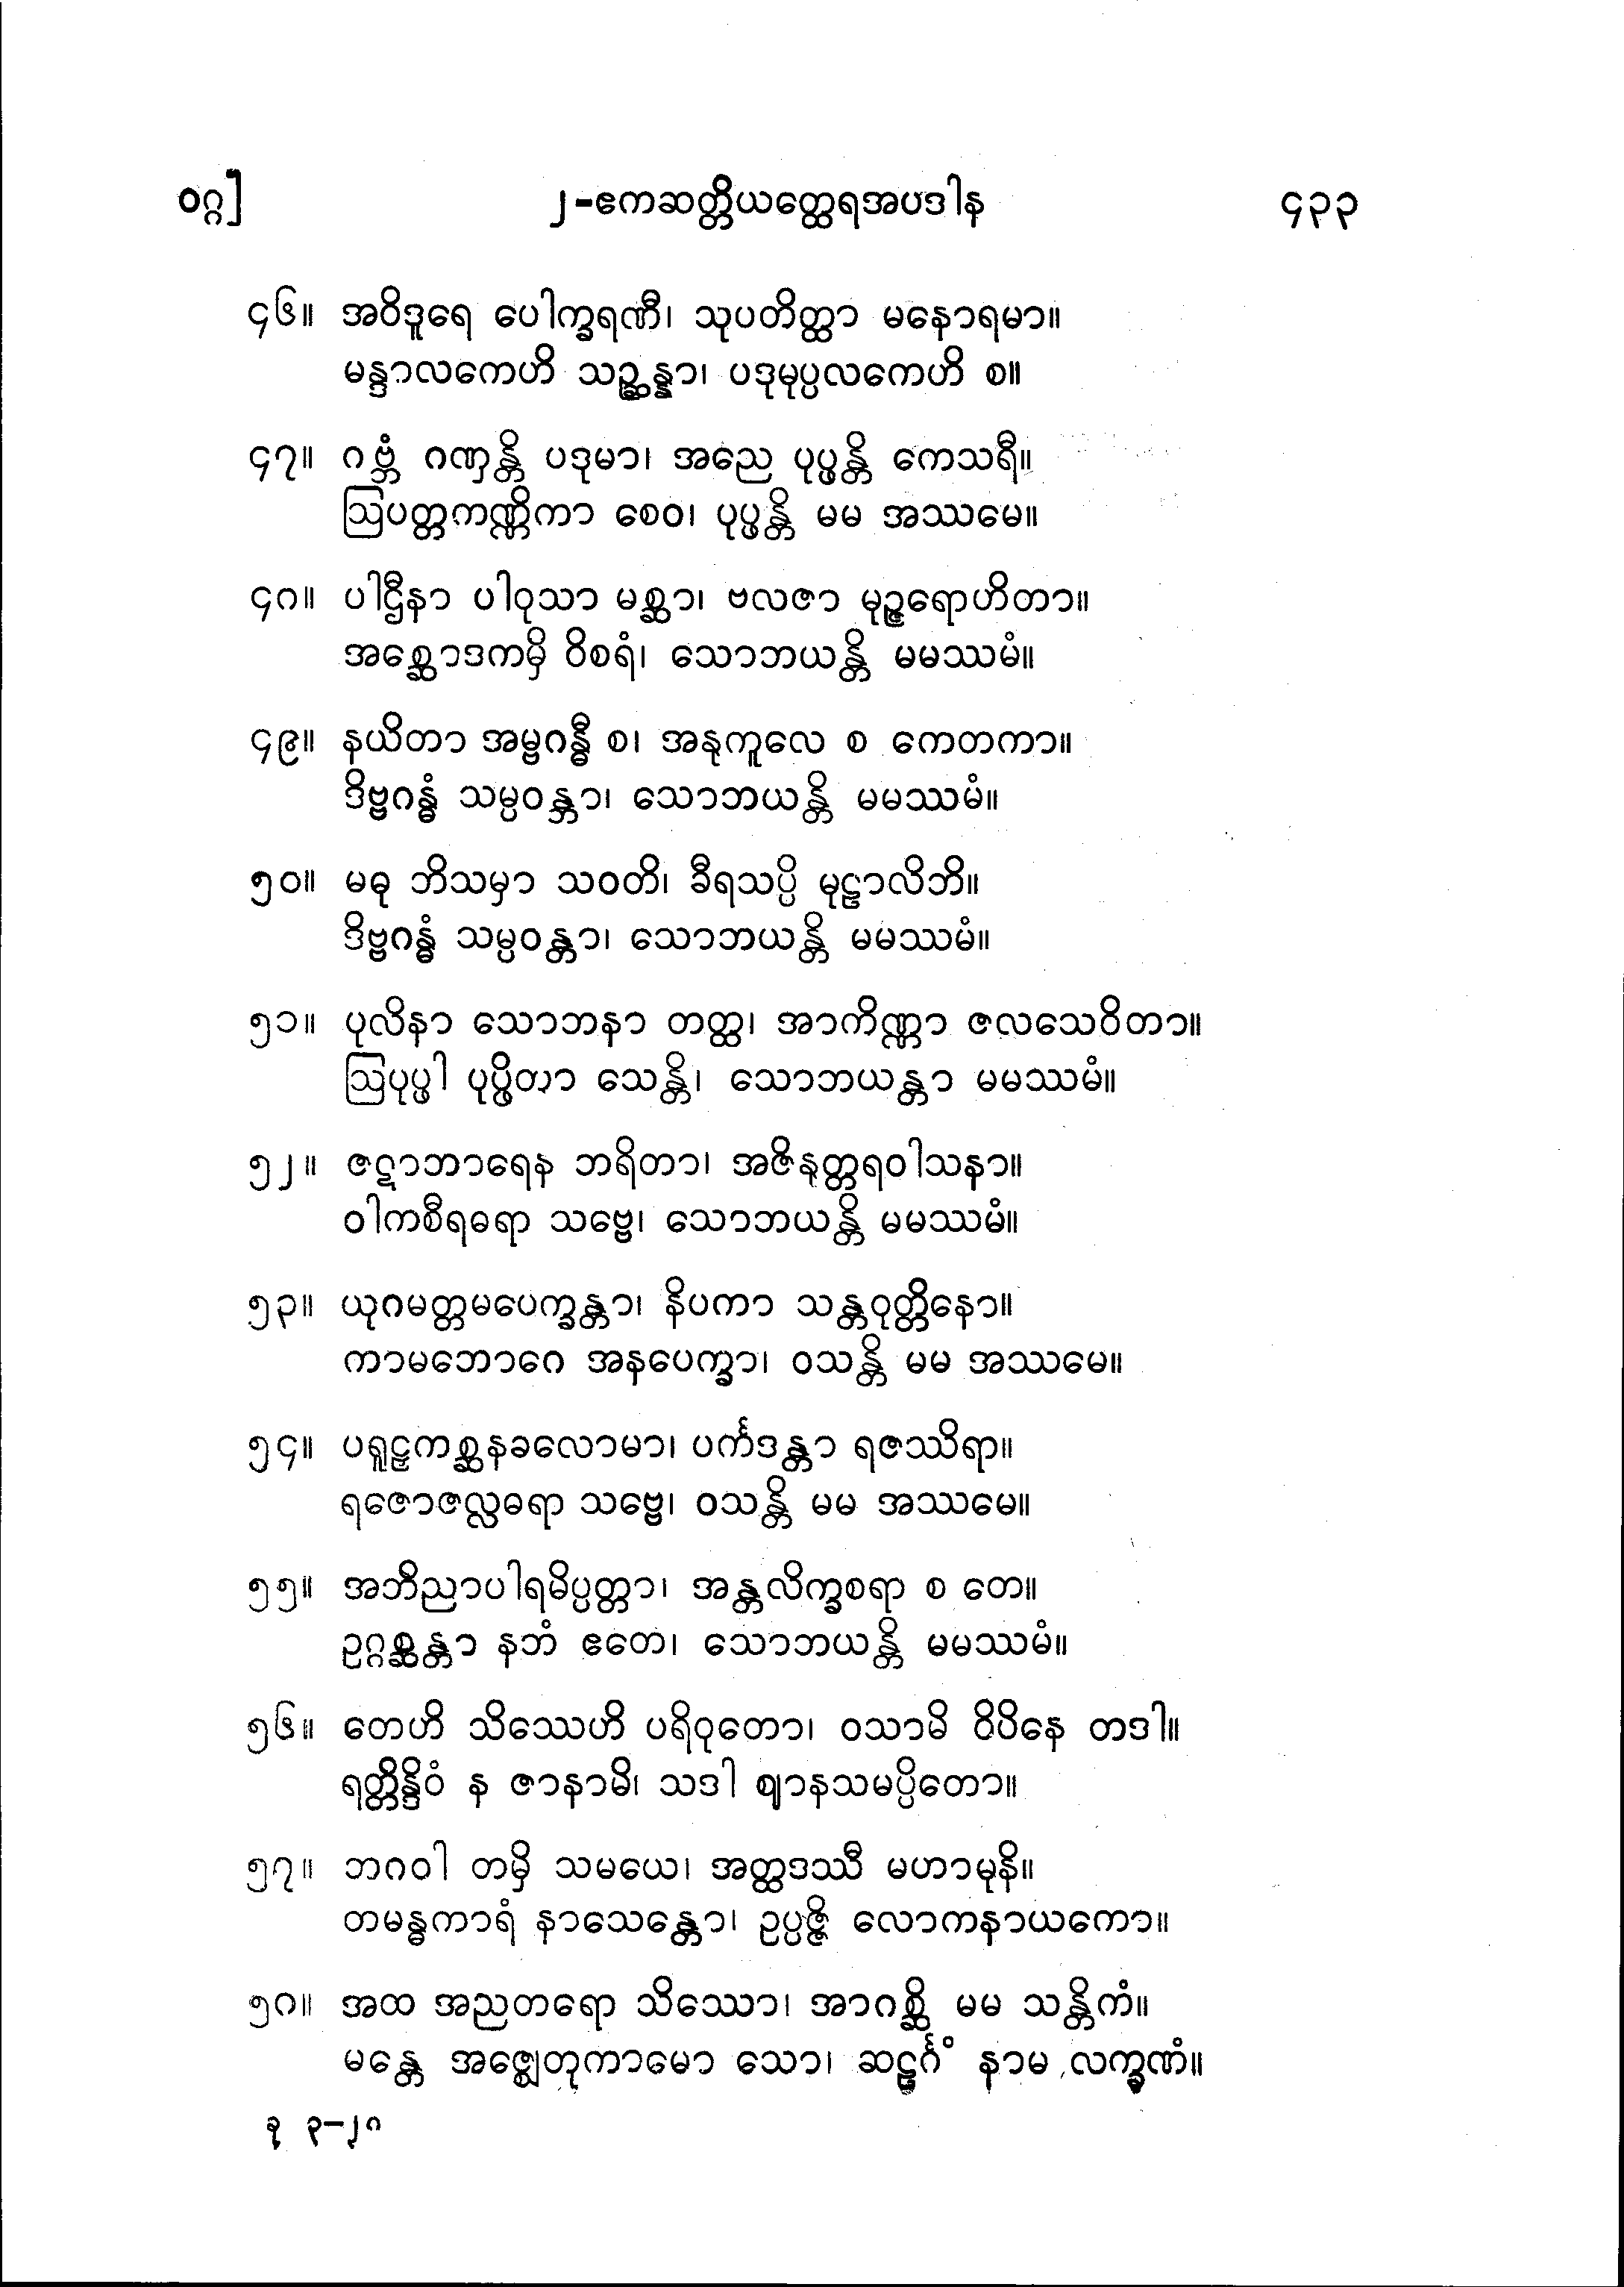 ဝဂ္ဂ] ၂-ဧကဆတ္တိယတ္ထေရအပဒါန ၄၃၃
၄၆။ အဝိဒူရေ ပေါက္ခရဏီ၊ သုပတိတ္ထာ မနောရမာ။
မန္ဒာလကေဟိ သဉ္ဆန္နာ၊ ပဒုမုပ္ပလကေဟိ စ။
၄၇။ ဂဗ္ဘံ ဂဏှန္တိ ပဒုမာ၊ အညေ ပုပ္ဖန္တိ ကေသရီ။
ဩပတ္တကဏ္ဏိကာ စေဝ၊ ပုပ္ဖန္တိ မမ အဿမေ။
၄၈။ ပါဌီနာ ပါဝုသာ မစ္ဆာ၊ ဗလဇာ မုဉ္ဇရောဟိတာ။
အစ္ဆောဒကမှိ ဝိစရံ၊ သောဘယန္တိ မမဿမံ။
၄၉။ နယိတာ အမ္ဗဂန္ဓီ စ၊ အနုကူလေ စ ကေတကာ။
ဒိဗ္ဗဂန္ဓံ သမ္ပဝန္တာ၊ သောဘယန္တိ မမဿမံ။
၅၀။ မဓု ဘိသမှာ သဝတိ၊ ခီရသပ္ပိ မုဠာလိဘိ။
ဒိဗ္ဗဂန္ဓံ သမ္ပဝန္တာ၊ သောဘယန္တိ မမဿမံ။
၅၁။ ပုလိနာ သောဘနာ တတ္ထ၊ အာကိဏ္ဏာ ဇလသေဝိတာ။
ဩပုပ္ဖါ ပုပ္ဖိတာ သေန္တိ၊ သောဘယန္တာ မမဿမံ။
၅၂။ ဇဋာဘာရေန ဘရိတာ၊ အဇိနုတ္တရဝါသနာ။
ဝါကစီရဓရာ သဗ္ဗေ၊ သောဘယန္တိ မမဿမံ။
၅၃။ ယုဂမတ္တမပေက္ခန္တာ၊ နိပကာ သန္တဝုတ္တိနော။
ကာမဘောဂေ အနပေက္ခာ၊ ဝသန္တိ မမ အဿမေ။
၅၄။ ပရူဠှကစ္ဆနခလောမာ၊ ပင်္ကဒန္တာ ရဇဿိရာ။
ရဇောဇလ္လဓရာ သဗ္ဗေ၊ ဝသန္တိ မမ အဿမေ။
၅၅။ အဘိညာပါရမိပ္ပတ္တာ၊ အန္တလိက္ခစရာ စ တေ။
ဥဂ္ဂစ္ဆန္တာ နဘံ ဧတေ၊ သောဘယန္တိ မမဿမံ။
၅၆။ တေဟိ သိဿေဟိ ပရိဝုတော၊ ဝသာမိ ဝိပိနေ တဒါ။
ရတ္တိန္ဒိဝံ န ဇာနာမိ၊ သဒါ ဈာနသမပ္ပိတော။
၅၇။ ဘဂဝါ တမှိ သမယေ၊ အတ္ထဒဿီ မဟာမုနိ။
တမန္ဓကာရံ နာသေန္တော၊ ဥပ္ပဇ္ဇိ လောကနာယကော။
၅၈။ အထ အညတရော သိဿော၊ အာဂစ္ဆိ မမ သန္တိကံ။
မန္တေ အဇ္ဈေတုကာမော သော၊ ဆဠင်္ဂံ နာမ လက္ခဏံ။
ခု ၃-၂၈